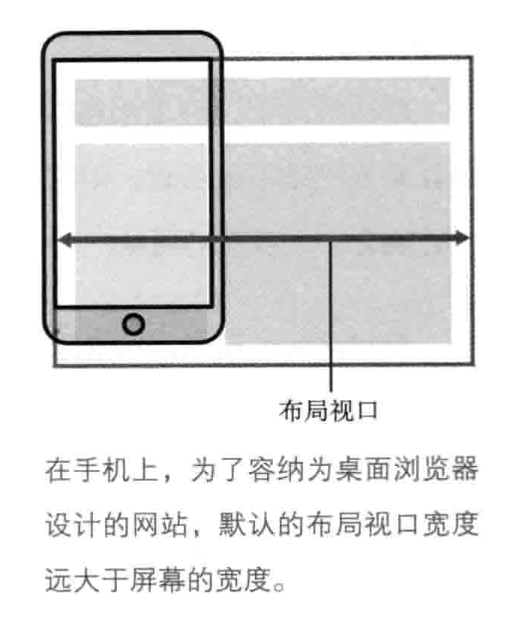 布局视口
在手机上，为了容纳为桌面浏览器
设计的网站，默认的布局视口宽度
远大于屏幕的宽度。